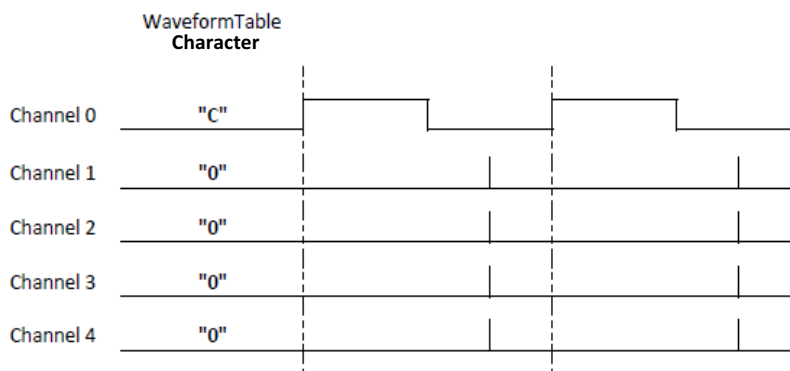 WaveformTable
Character
Channel 0 "C"
Channel 1 "0"
Channel 2 "0"
Channel 3 "0"
Channel 4 "0"